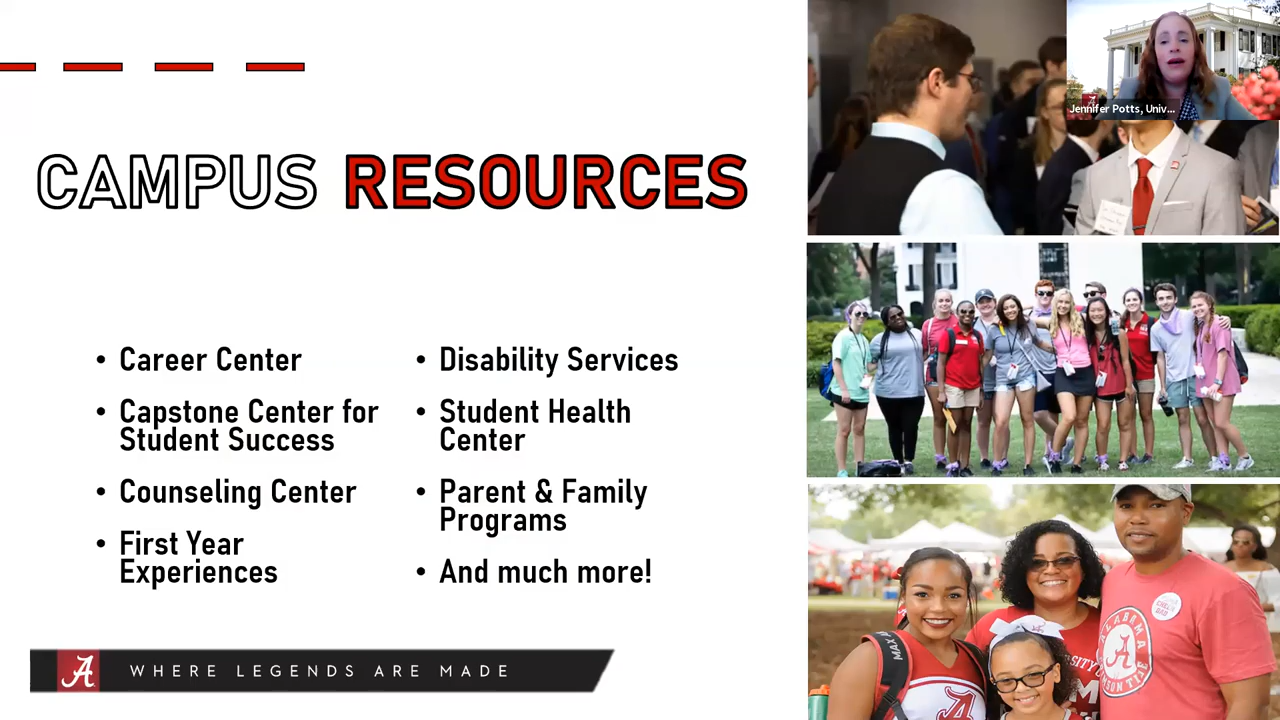 CAMPUS RESOURCES
Career Center
Capstone Center for
Student Success
Counseling Center
First Year
Experiences
Disability Services
Student Health
Center
Parent & Family
Programs
And much more!
A WHERE LEGENDS ARE MADE
Jennifer Potts, Univ...
ALABAMA